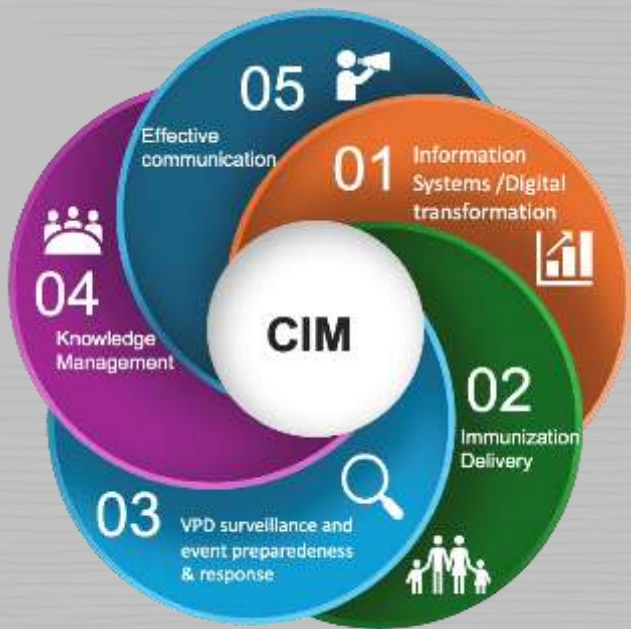 05
Effective
communication
01
Information
Systems /Digital
transformation
CIM
04
Knowledge
Management
02
Immunization
Delivery
03
VPD surveillance and
event preparedeness
& response